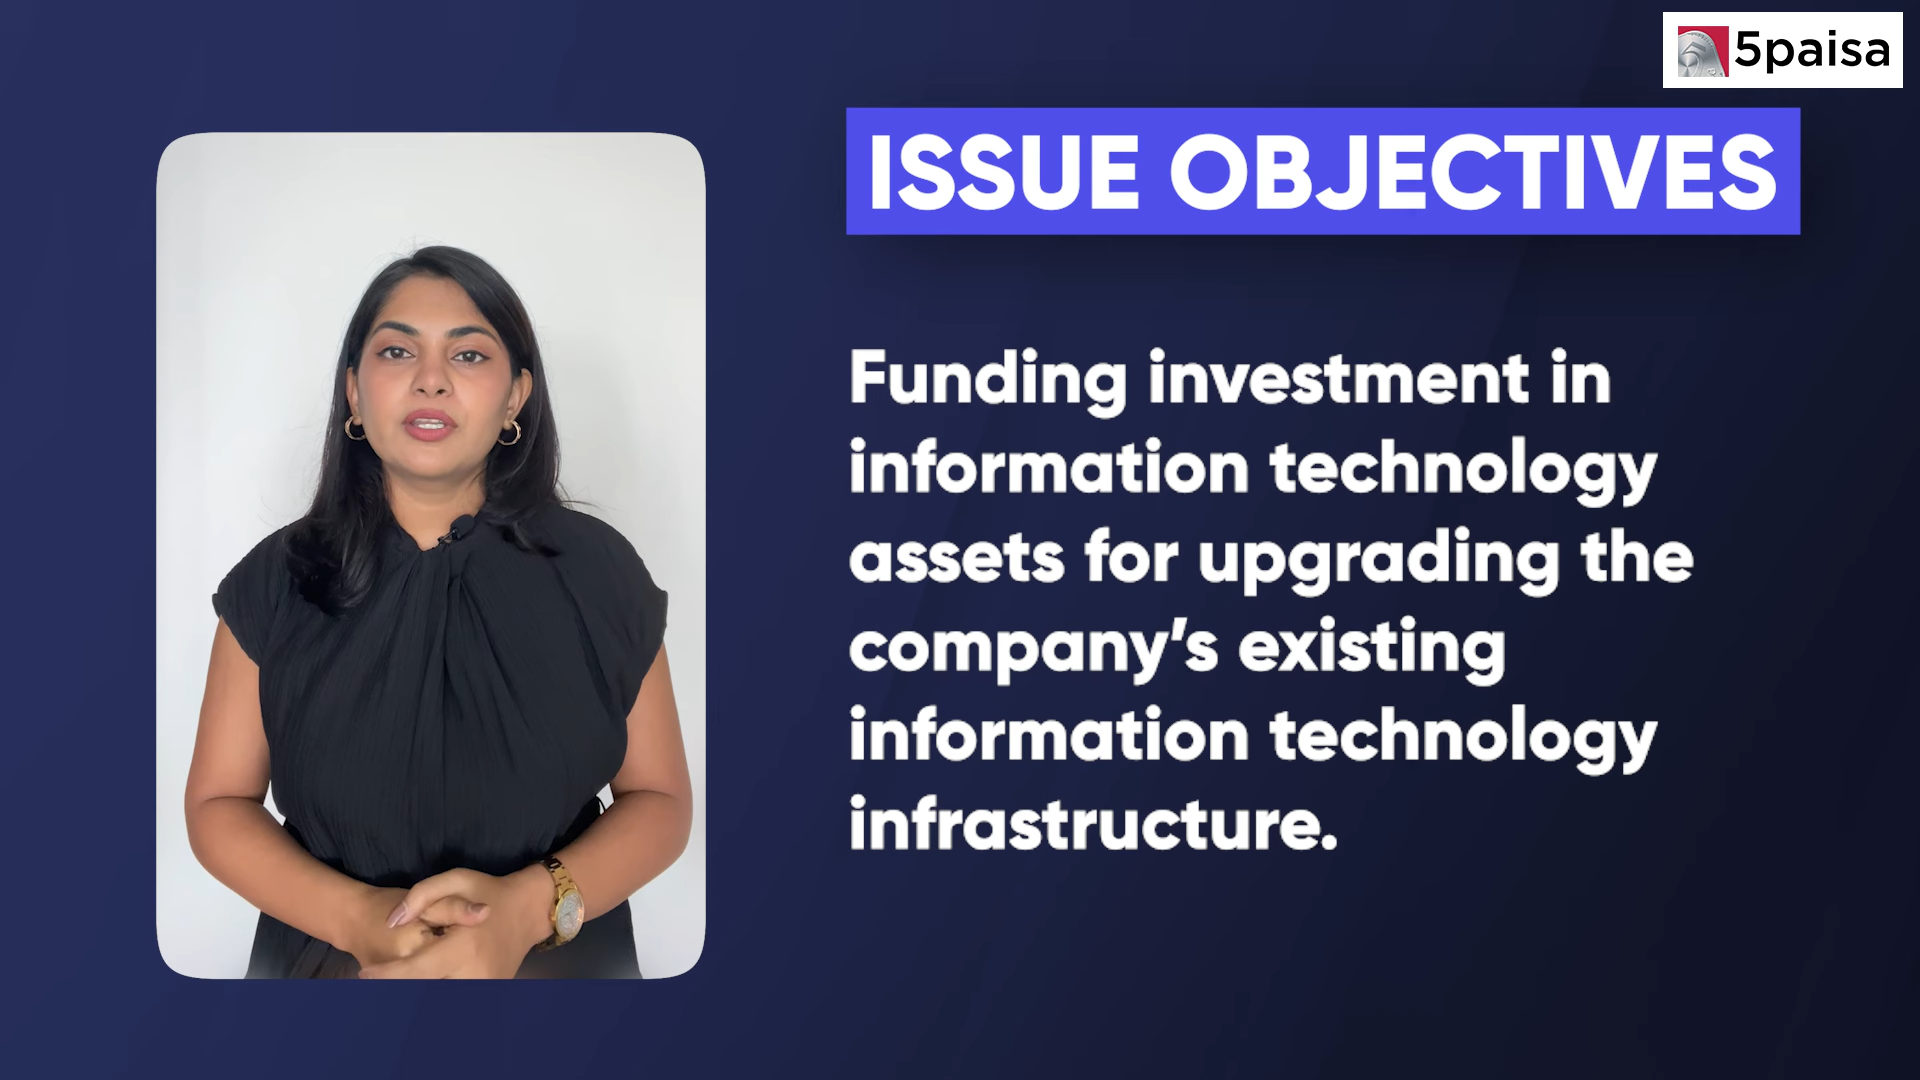 5paisa
ISSUE OBJECTIVES
Funding investment in
information technology
assets for upgrading the
company’s existing
information technology
infrastructure.